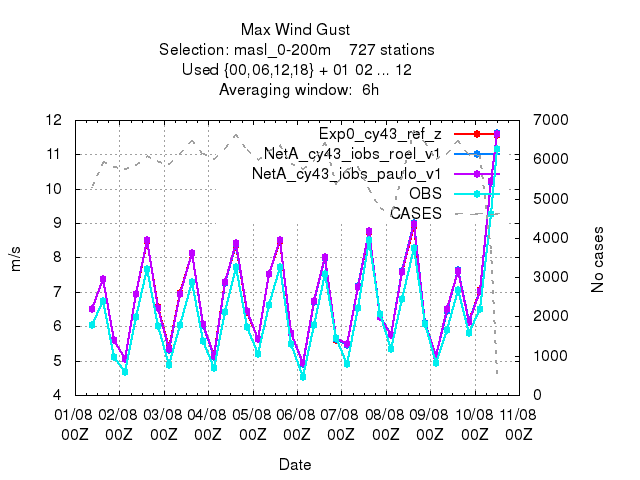 Max Wind Gust
Selection: masl_0-200m    727 stations
Used {00,06,12,18} + 01 02 ... 12
Averaging window:  6h
12
11
10
9
8
7
6
5
4
m/s
7000
6000
5000
4000
3000
2000
1000
0
No cases
Exp0_cy43_ref_z
NetA_cy43_iobs_roel_v1
NetA_cy43_iobs_paulo_v1
OBS
CASES
01/08 02/08 03/08 04/08 05/08 06/08 07/08 08/08 09/08 10/08 11/08
00Z 00Z 00Z 00Z 00Z 00Z 00Z 00Z 00Z 00Z 00Z
Date